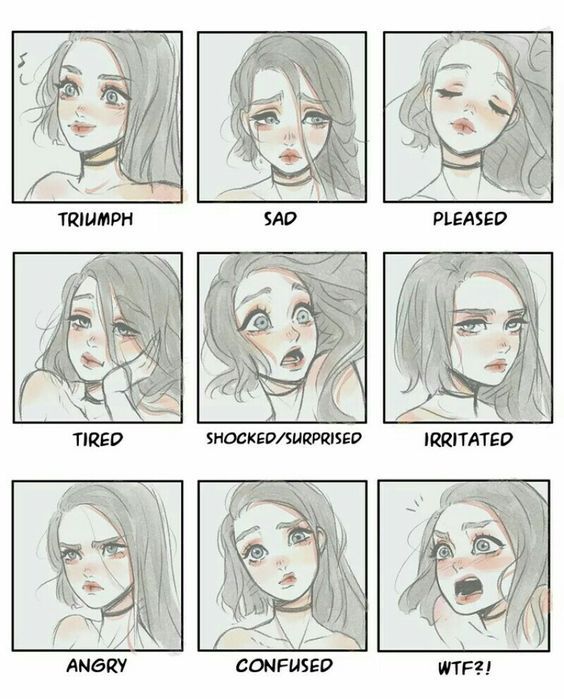 TRIUMPH
SAD
PLEASED
TIRED
SHOCKED/SURPRISED
IRRITATED
ANGRY
CONFUSED
WTF?!